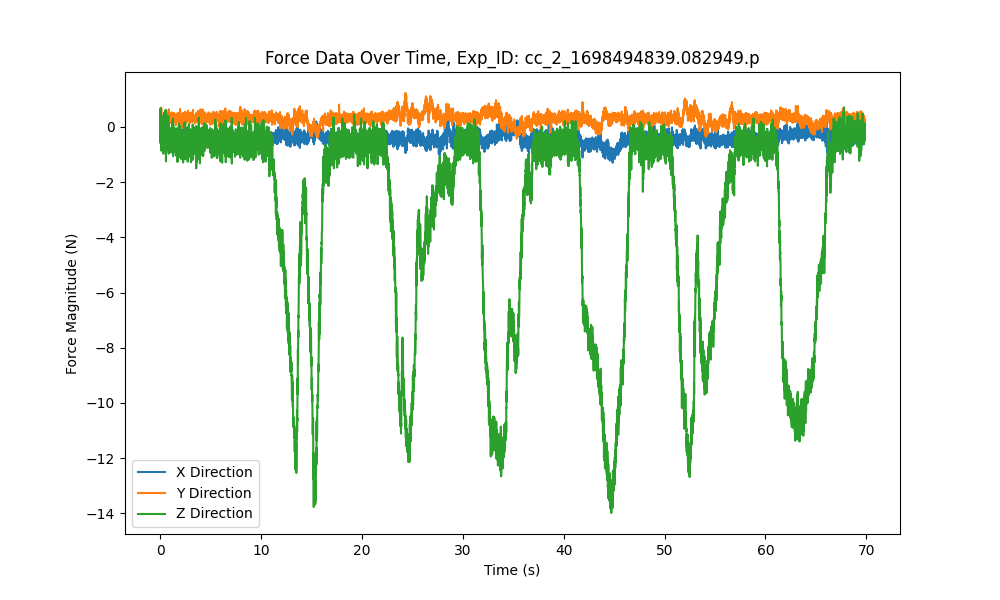 Force Data Over Time, Exp_ID: cc_2_1698494839.082949.p
Force Magnitude (N)
0
−2
−4
−6
−8
−10
−12
−14
X Direction
Y Direction
Z Direction
0 10 20 30 40 50 60 70
Time (s)